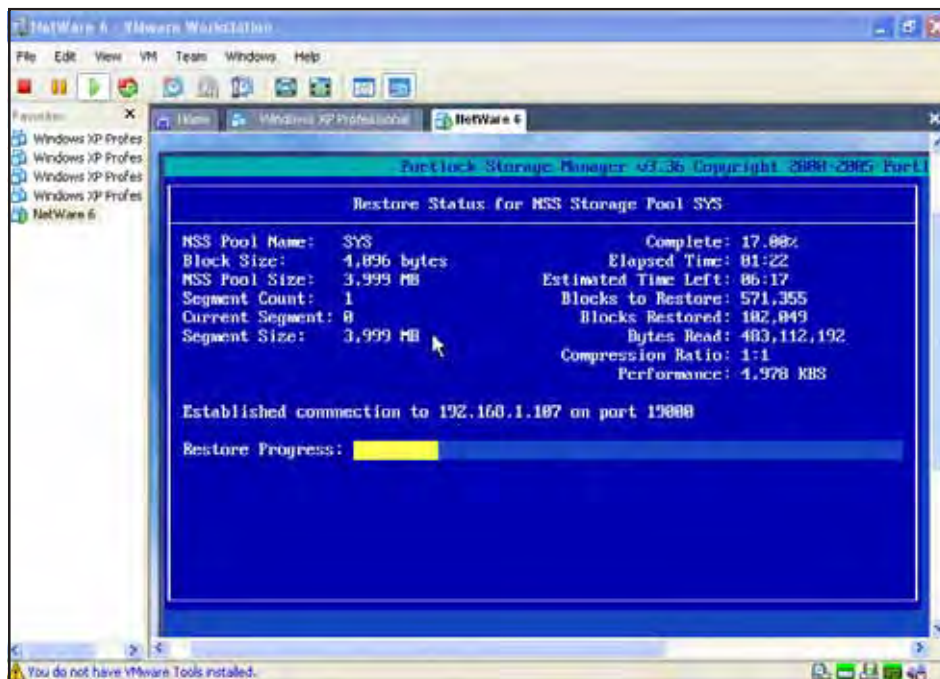 NetWare 6 - VMware Workstation
File Edit View VM Team Windows Help
Favorites
Home Windows XP Professional NetWare 6
Windows XP Profes
Windows XP Profes
Windows XP Profes
Windows XP Profes
NetWare 6
Portlock Storage Manager v3.36 Copyright 2000-2005 Portl
Restore Status for NSS Storage Pool SYS
NSS Pool Name: SYS
Block Size: 4,096 bytes
NSS Pool Size: 3,999 MB
Segment Count: 1
Current Segment: 0
Segment Size: 3,999 MB
Complete: 17.00%
Elapsed Time: 01:22
Estimated Time Left: 06:17
Blocks to Restore: 571,355
Blocks Restored: 102,049
Bytes Read: 483,112,192
Compression Ratio: 1:1
Performance: 4,978 KBS
Established connmection to 192.168.1.107 on port 19000
Restore Progress:
You do not have VMware Tools installed.